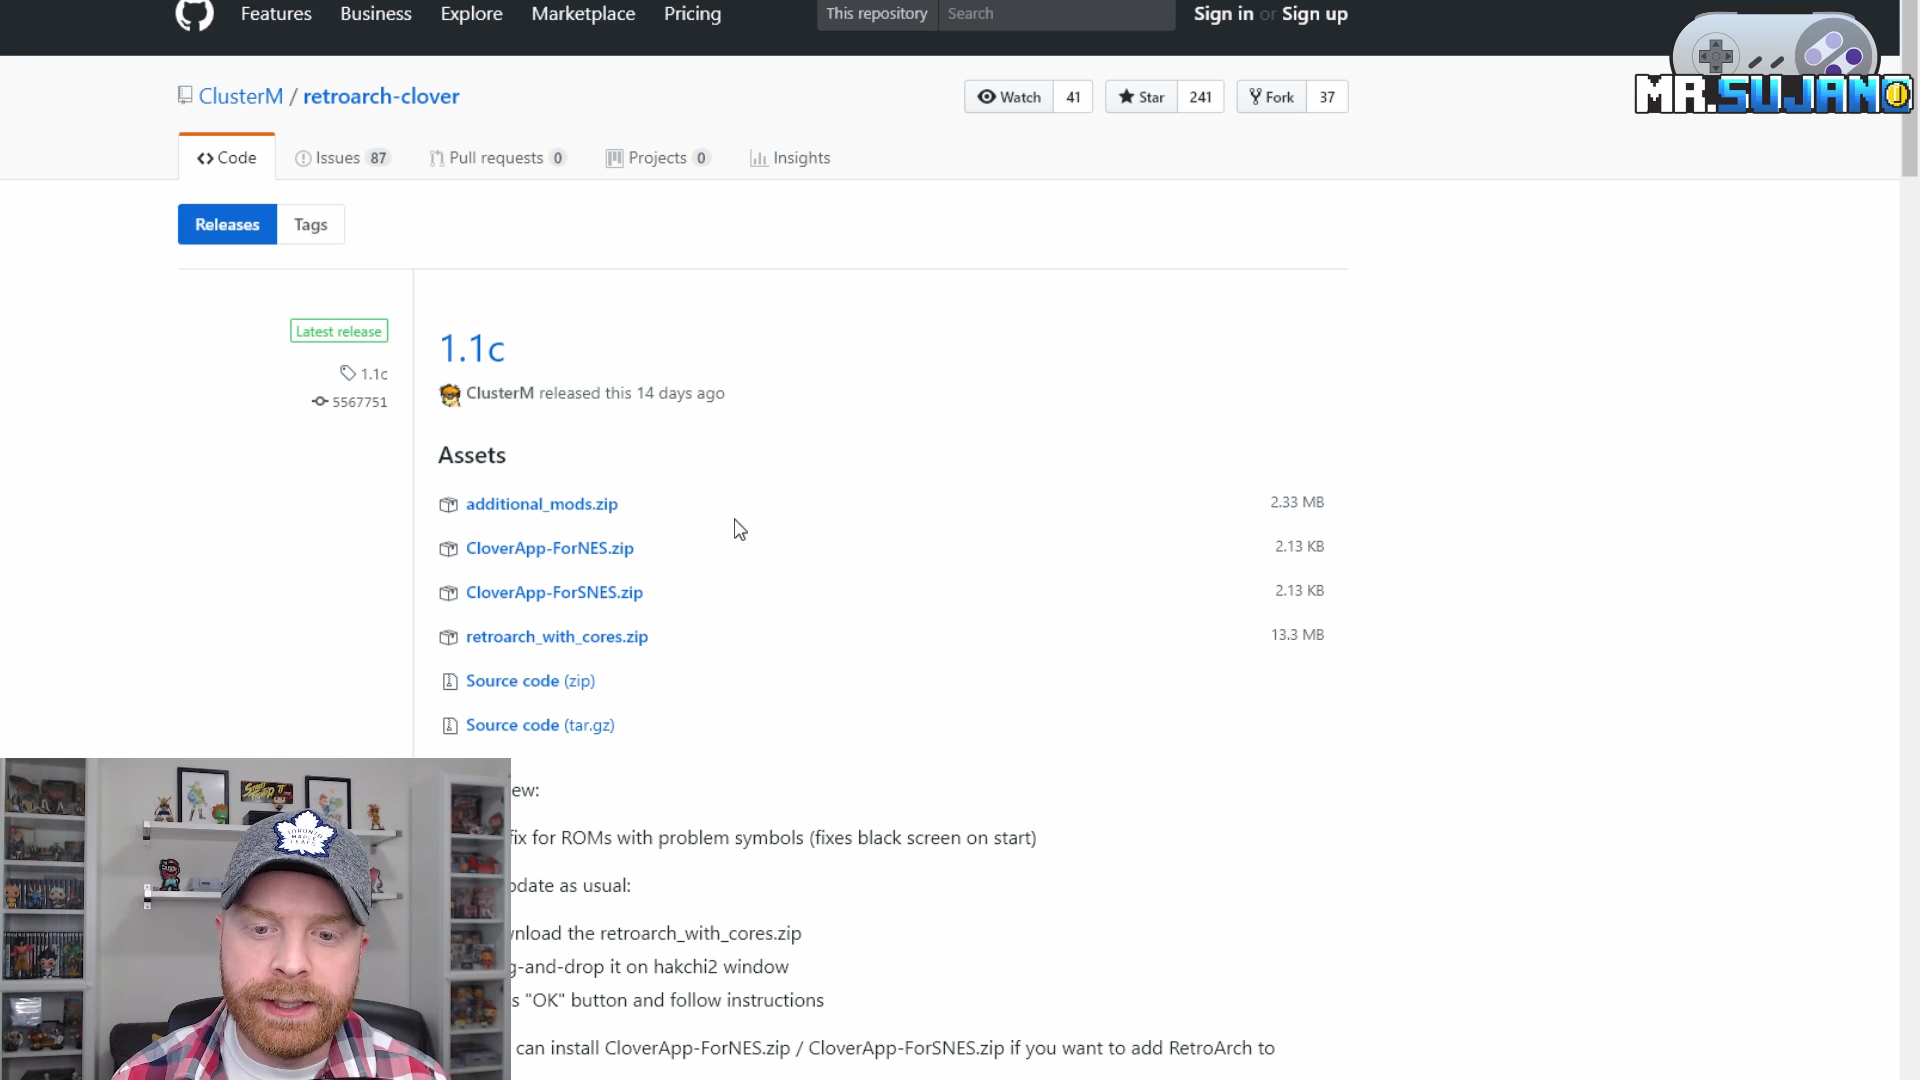 Features Business Explore Marketplace Pricing This repository Search Sign in or Sign up
MR.SUJANO
ClusterM / retroarch-clover Watch 41 Star 241 Fork 37
Code Issues 87 Pull requests 0 Projects 0 Insights
Releases Tags
Latest release
1.1c
5567751
1.1c
ClusterM released this 14 days ago
Assets
additional_mods.zip 2.33 MB
CloverApp-ForNES.zip 2.13 KB
CloverApp-ForSNES.zip 2.13 KB
retroarch_with_cores.zip 13.3 MB
Source code (zip)
Source code (tar.gz)
ew:
fix for ROMs with problem symbols (fixes black screen on start)
pdate as usual:
wnload the retroarch_with_cores.zip
g-and-drop it on hakchi2 window
s "OK" button and follow instructions
can install CloverApp-ForNES.zip / CloverApp-ForSNES.zip if you want to add RetroArch to
TORONTO
MAPLE
LEAFS